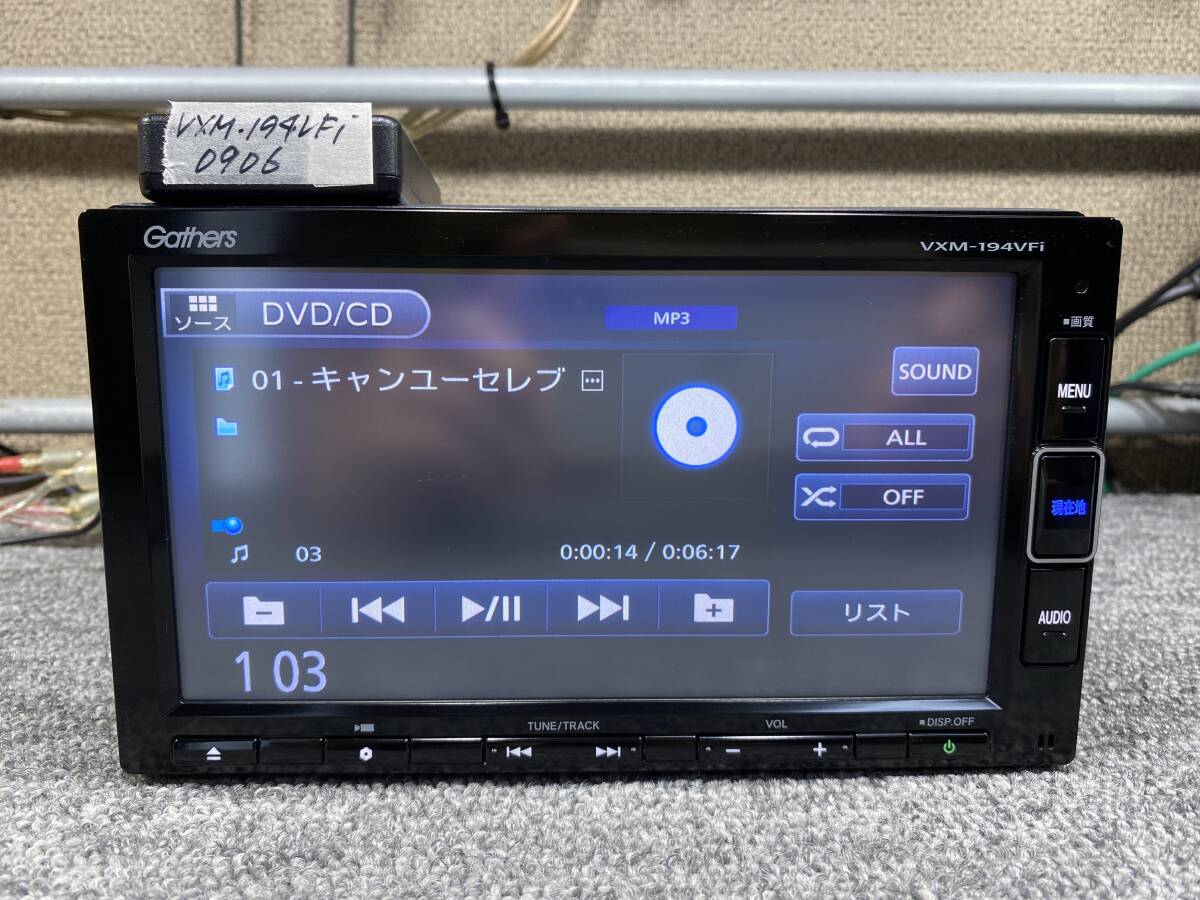 VXM-194VFi
0906
Gathers
VXM-194VFi
ソース
DVD/CD
MP3
■画質
01 - キャンユーセレブ
SOUND
MENU
ALL
OFF
現在地
03
0:00:14 / 0:06:17
リスト
AUDIO
1 03
TUNE/TRACK
VOL
■DISP.OFF